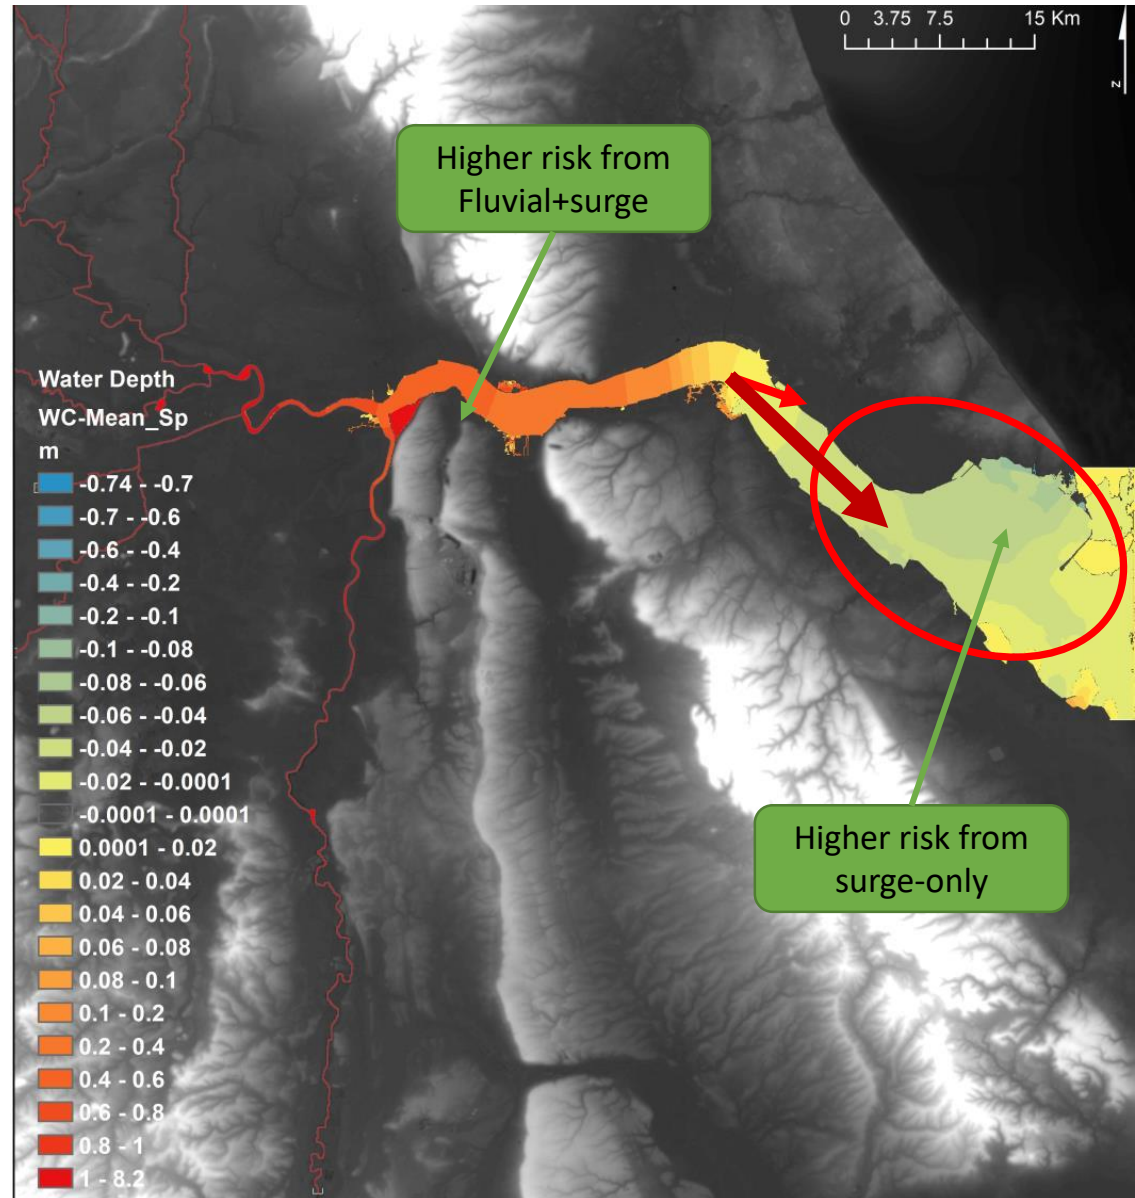 0 3.75 7.5 15 Km
z
Higher risk from
Fluvial+surge
Water Depth
WC-Mean_Sp
m
-0.74 - -0.7
-0.7 - -0.6
-0.6 - -0.4
-0.4 - -0.2
-0.2 - -0.1
-0.1 - -0.08
-0.08 - -0.06
-0.06 - -0.04
-0.04 - -0.02
-0.02 - -0.0001
-0.0001 - 0.0001
0.0001 - 0.02
0.02 - 0.04
0.04 - 0.06
0.06 - 0.08
0.08 - 0.1
0.1 - 0.2
0.2 - 0.4
0.4 - 0.6
0.6 - 0.8
0.8 - 1
1 - 8.2
Higher risk from
surge-only